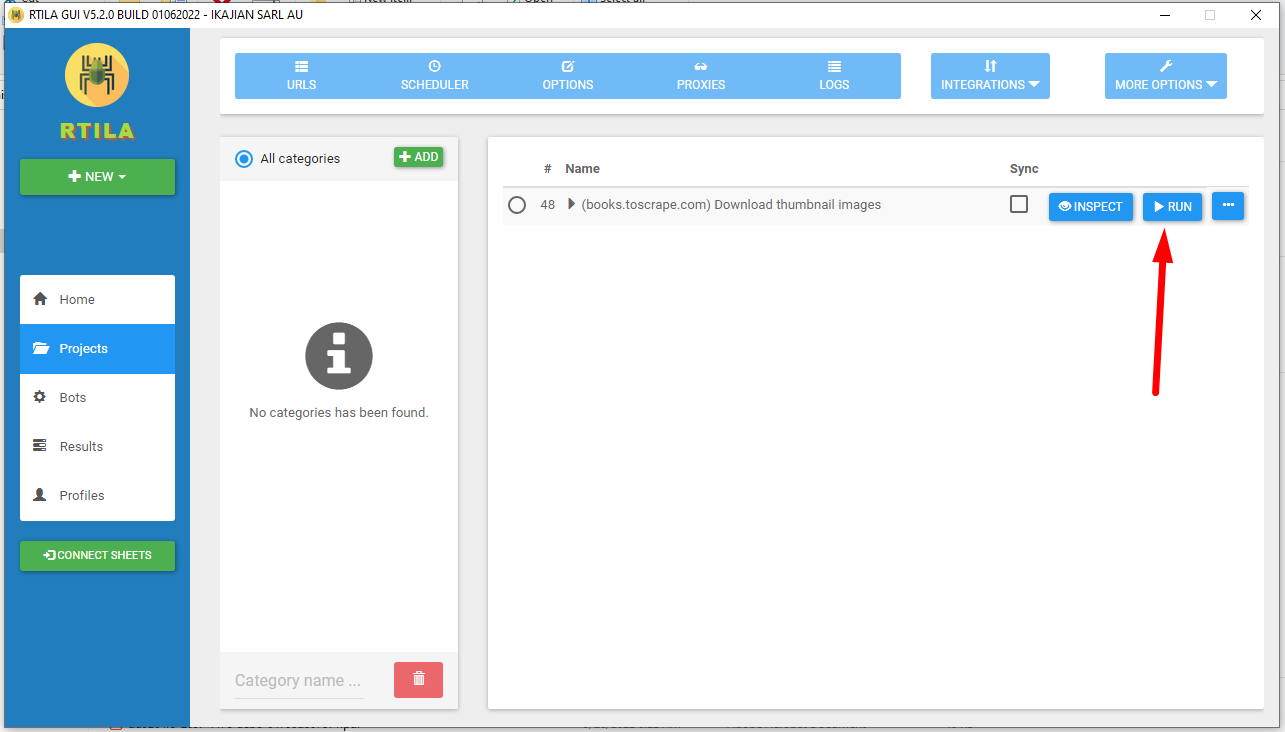 RTILA GUI V5.2.0 BUILD 01062022 - IKAJIAN SARL AU
RTILA
NEW
Home
Projects
Bots
Results
Profiles
CONNECT SHEETS
URLS
SCHEDULER
OPTIONS
PROXIES
LOGS
INTEGRATIONS
MORE OPTIONS
All categories
ADD
No categories has been found.
Category name ...
# Name Sync
48 (books.toscrape.com) Download thumbnail images INSPECT RUN